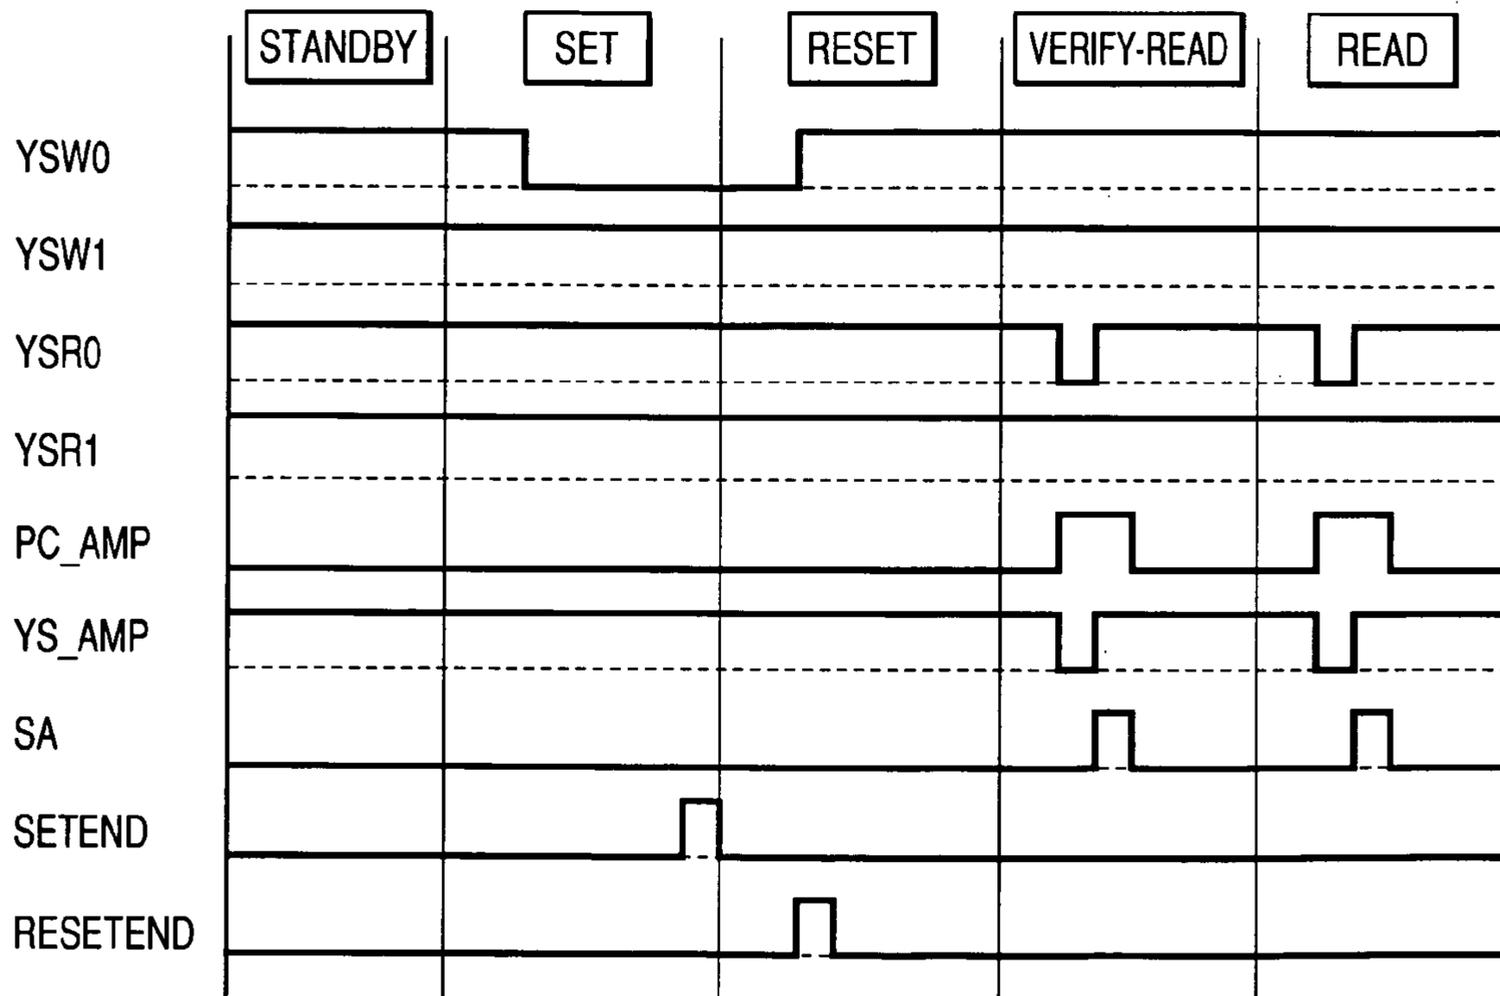 STANDBY SET RESET VERIFY-READ READ
YSW0
YSW1
YSR0
YSR1
PC_AMP
YS_AMP
SA
SETEND
RESETEND